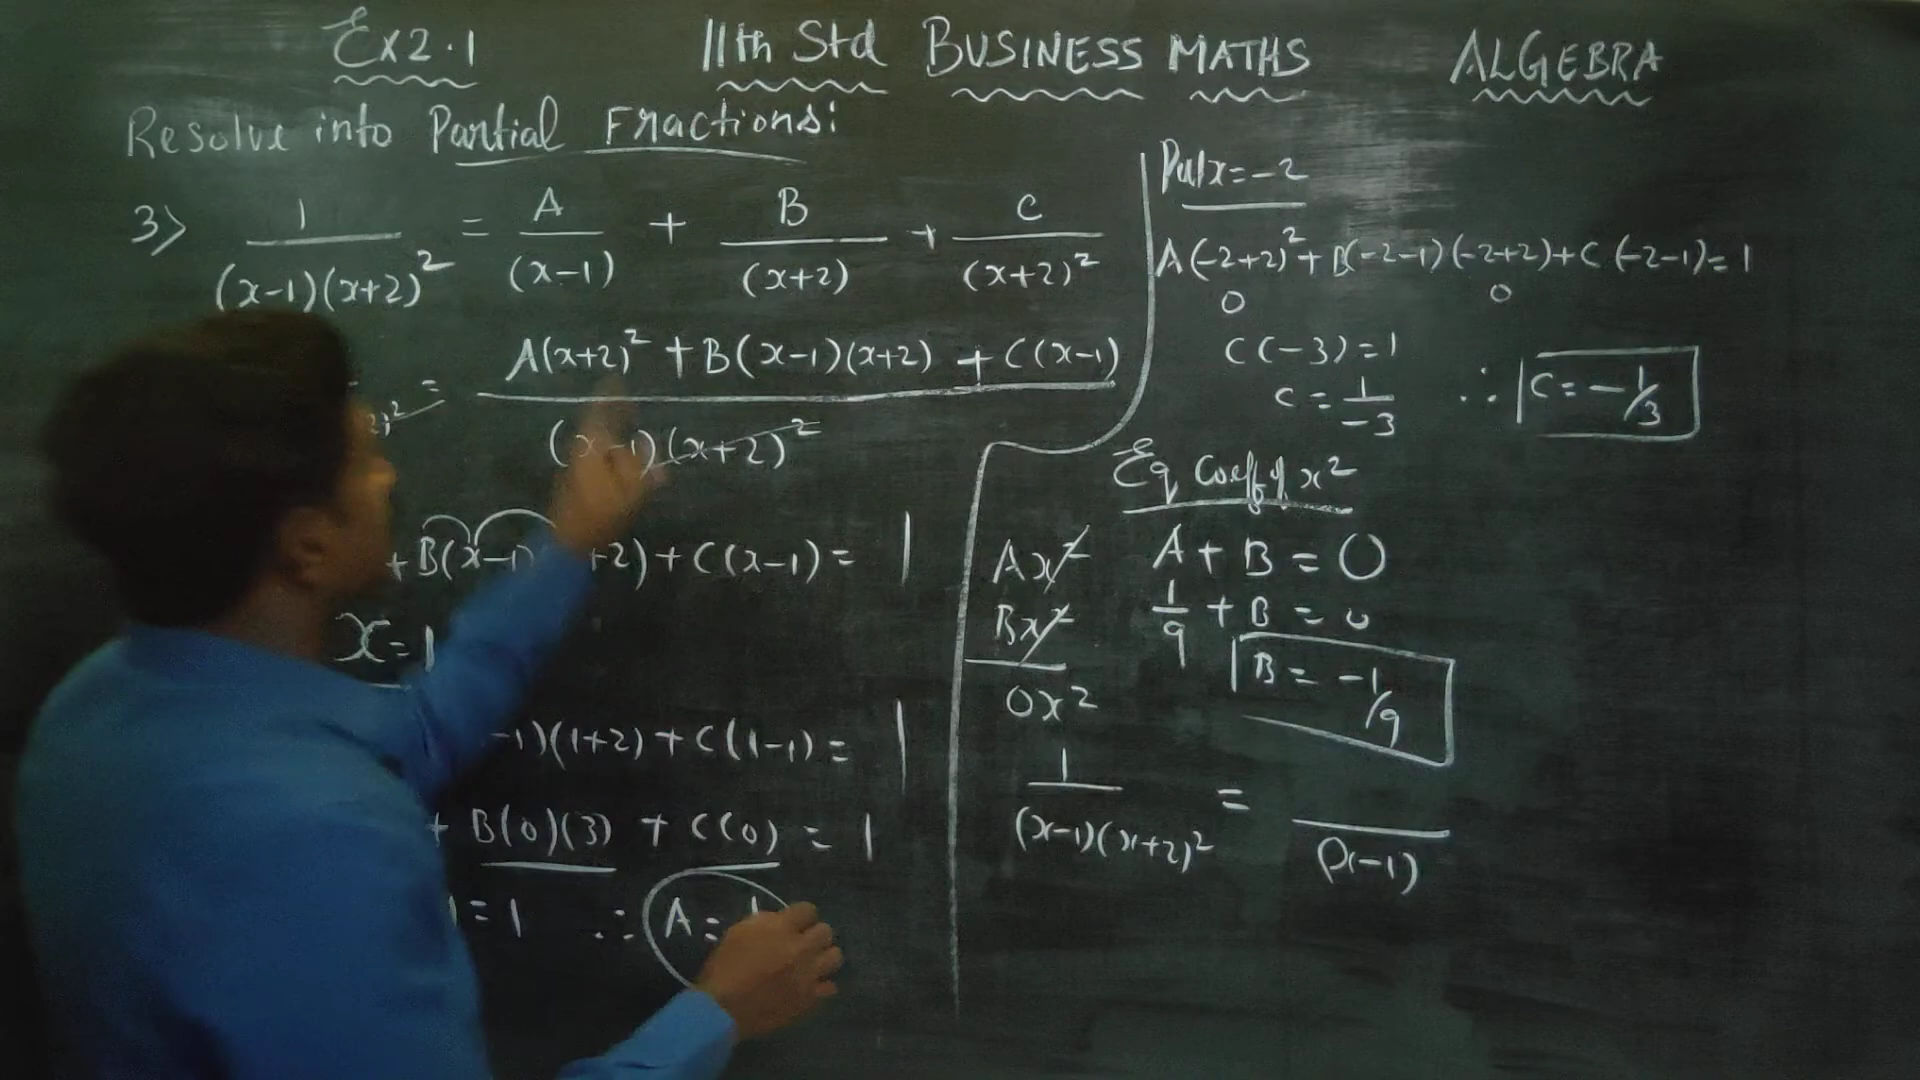 Ex 2.1 11th Std BUSINESS MATHS ALGEBRA
Resolve into Partial Fractions:
3) 1/((x-1)(x+2)² = A/(x-1) + B/(x+2) + C/(x+2)²
= A(x+2)² + B(x-1)(x+2) + C(x-1)
(x-1)(x+2)²
+B(x-1) +2)+C(x-1) = 1
x=1
-1)(1+2)+C(1-1) = 1
+ B(0)(3) + C(0) = 1
=1 ∴ A =
Put x=-2
A(-2+2)²+B(-2-1)(-2+2)+C(-2-1)=1
0 0
C(-3)=1
C = 1/-3 ∴ C = -1/3
Eq Coeff of x²
Ax² A + B = 0
Bx² 1/9 + B = 0
0x² B = -1/9
1/(x-1)(x+2)² = /(x-1)